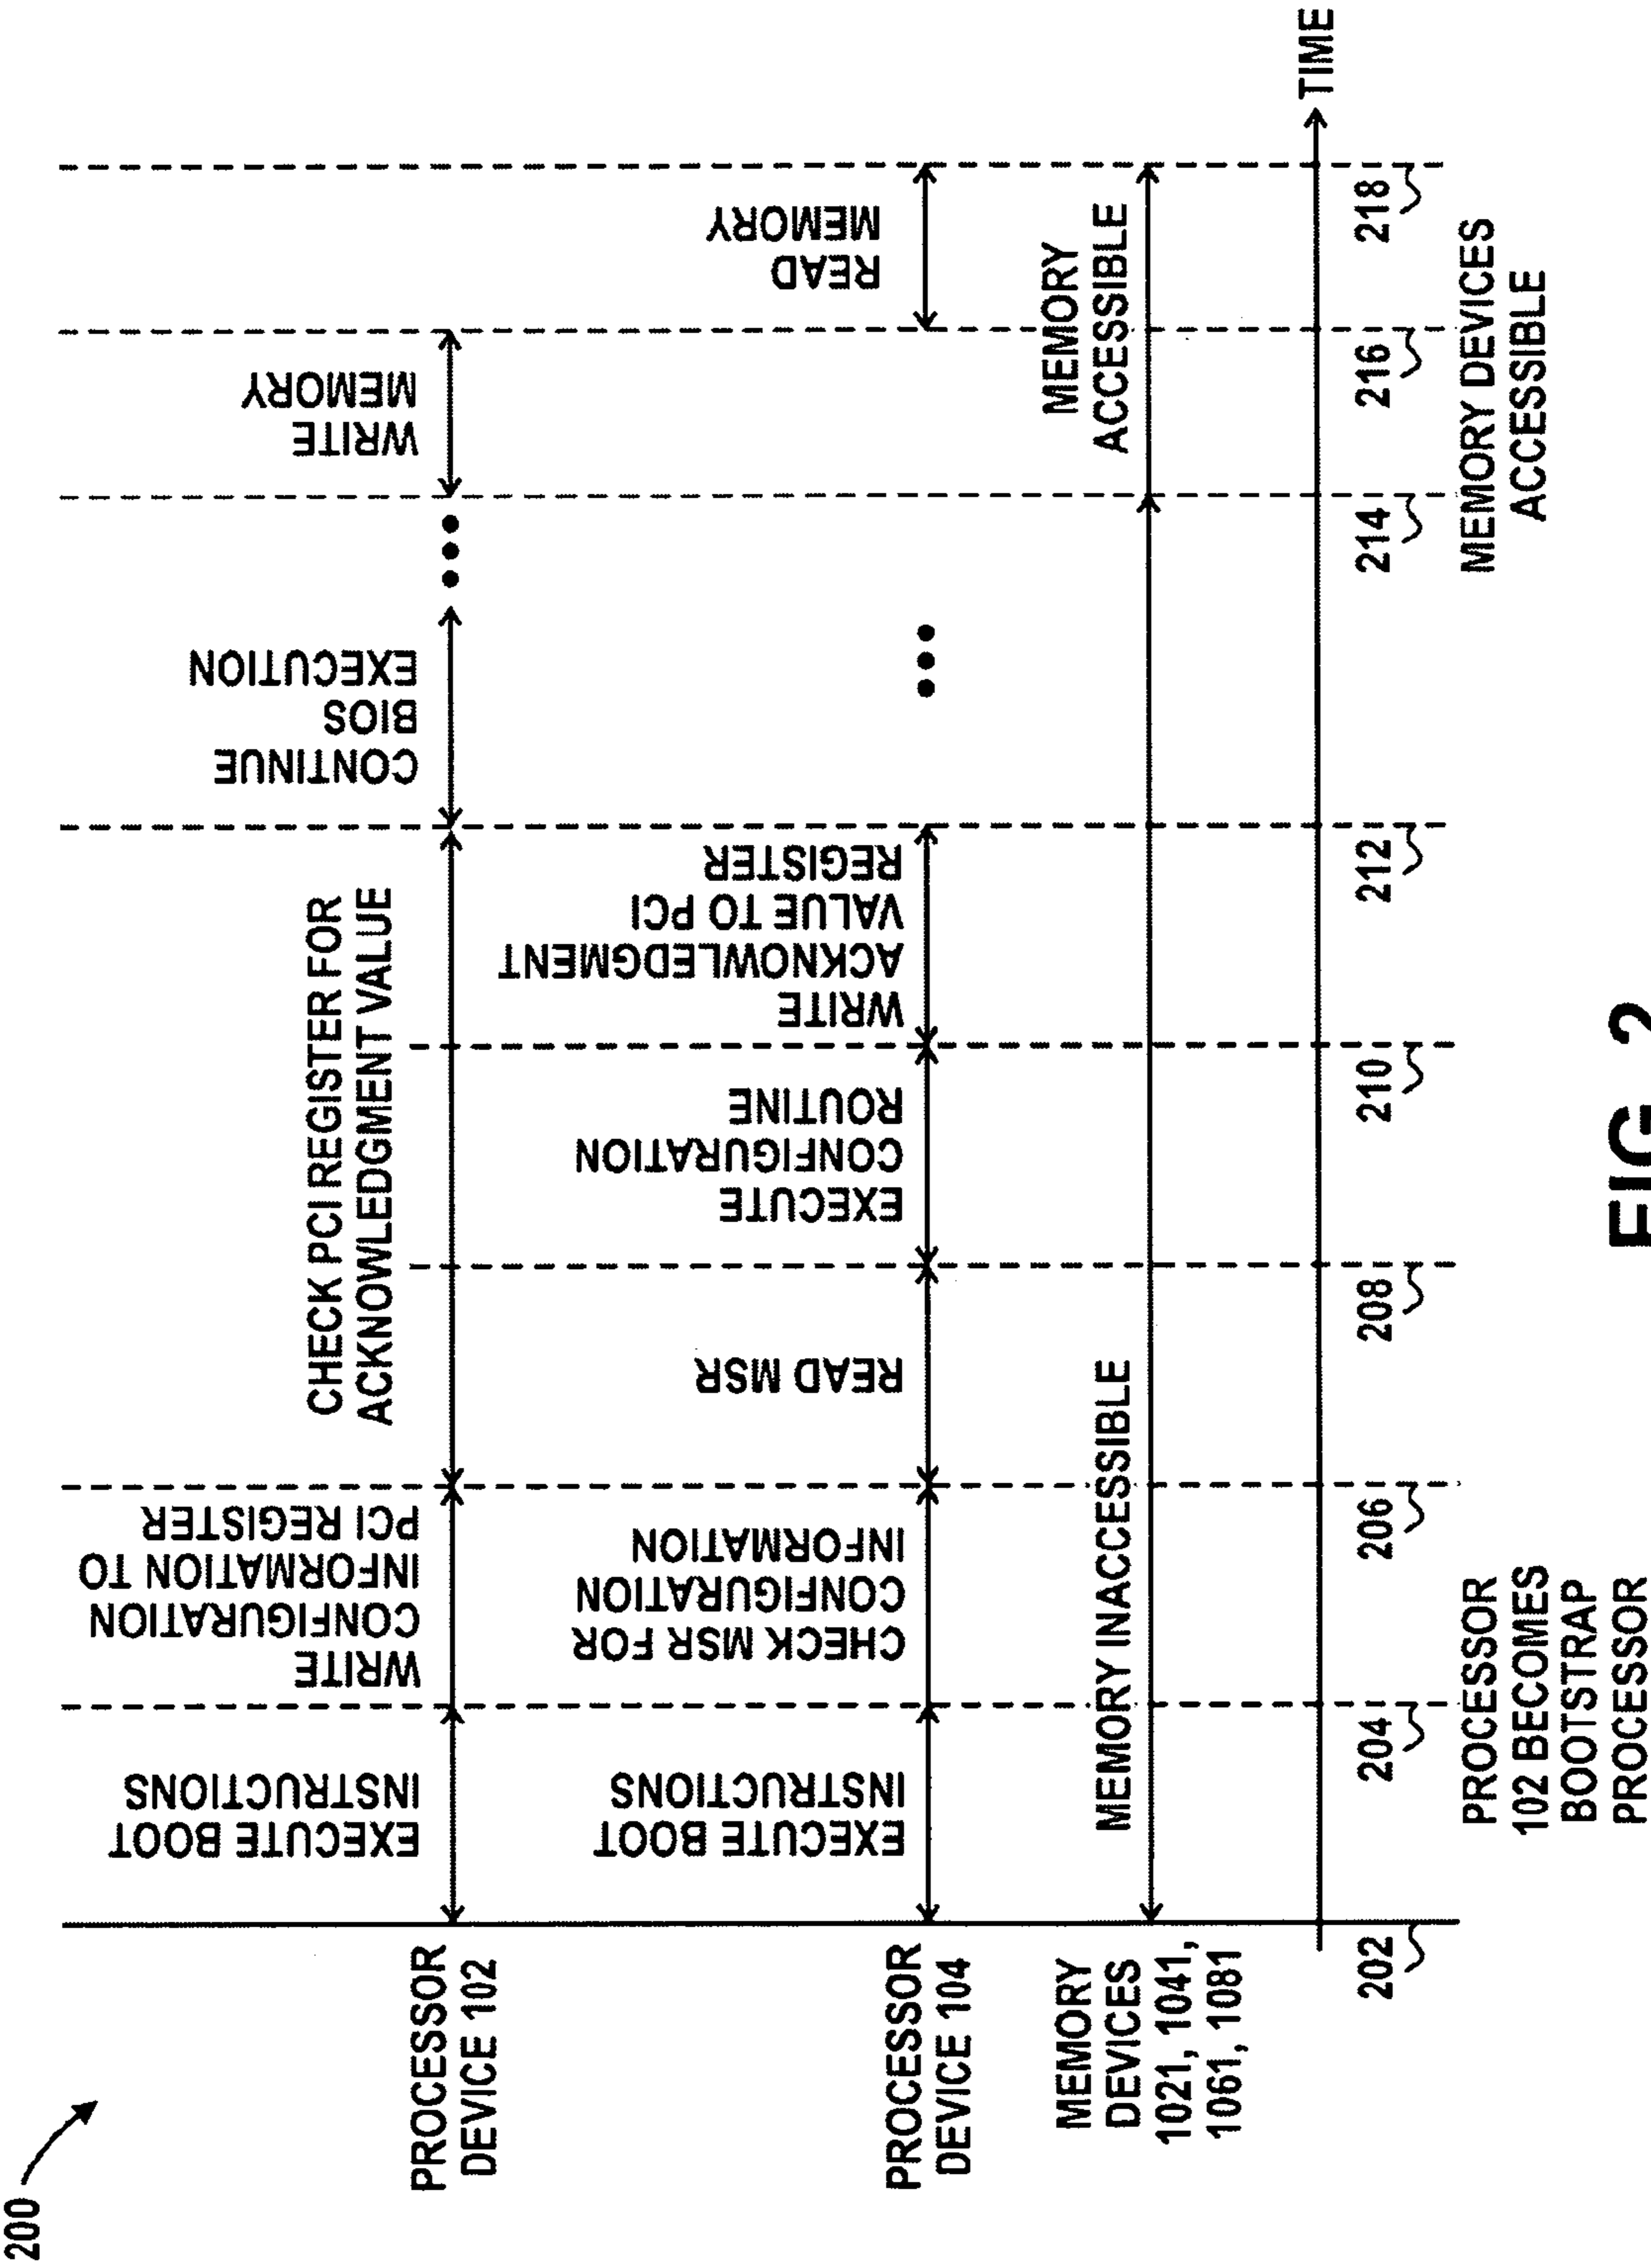 200
PROCESSOR
DEVICE 102
EXECUTE BOOT
INSTRUCTIONS
WRITE
CONFIGURATION
INFORMATION TO
PCI REGISTER
CHECK PCI REGISTER FOR
ACKNOWLEDGMENT VALUE
CONTINUE
BIOS
EXECUTION
WRITE
MEMORY
PROCESSOR
DEVICE 104
EXECUTE BOOT
INSTRUCTIONS
CHECK MSR FOR
CONFIGURATION
INFORMATION
READ MSR
EXECUTE
CONFIGURATION
ROUTINE
WRITE
ACKNOWLEDGMENT
VALUE TO PCI
REGISTER
READ
MEMORY
MEMORY
DEVICES
1021, 1041,
1061, 1081
MEMORY INACCESSIBLE
MEMORY
ACCESSIBLE
TIME
202
204
206
208
210
212
214
216
218
PROCESSOR
102 BECOMES
BOOTSTRAP
PROCESSOR
MEMORY DEVICES
ACCESSIBLE
FIG 2